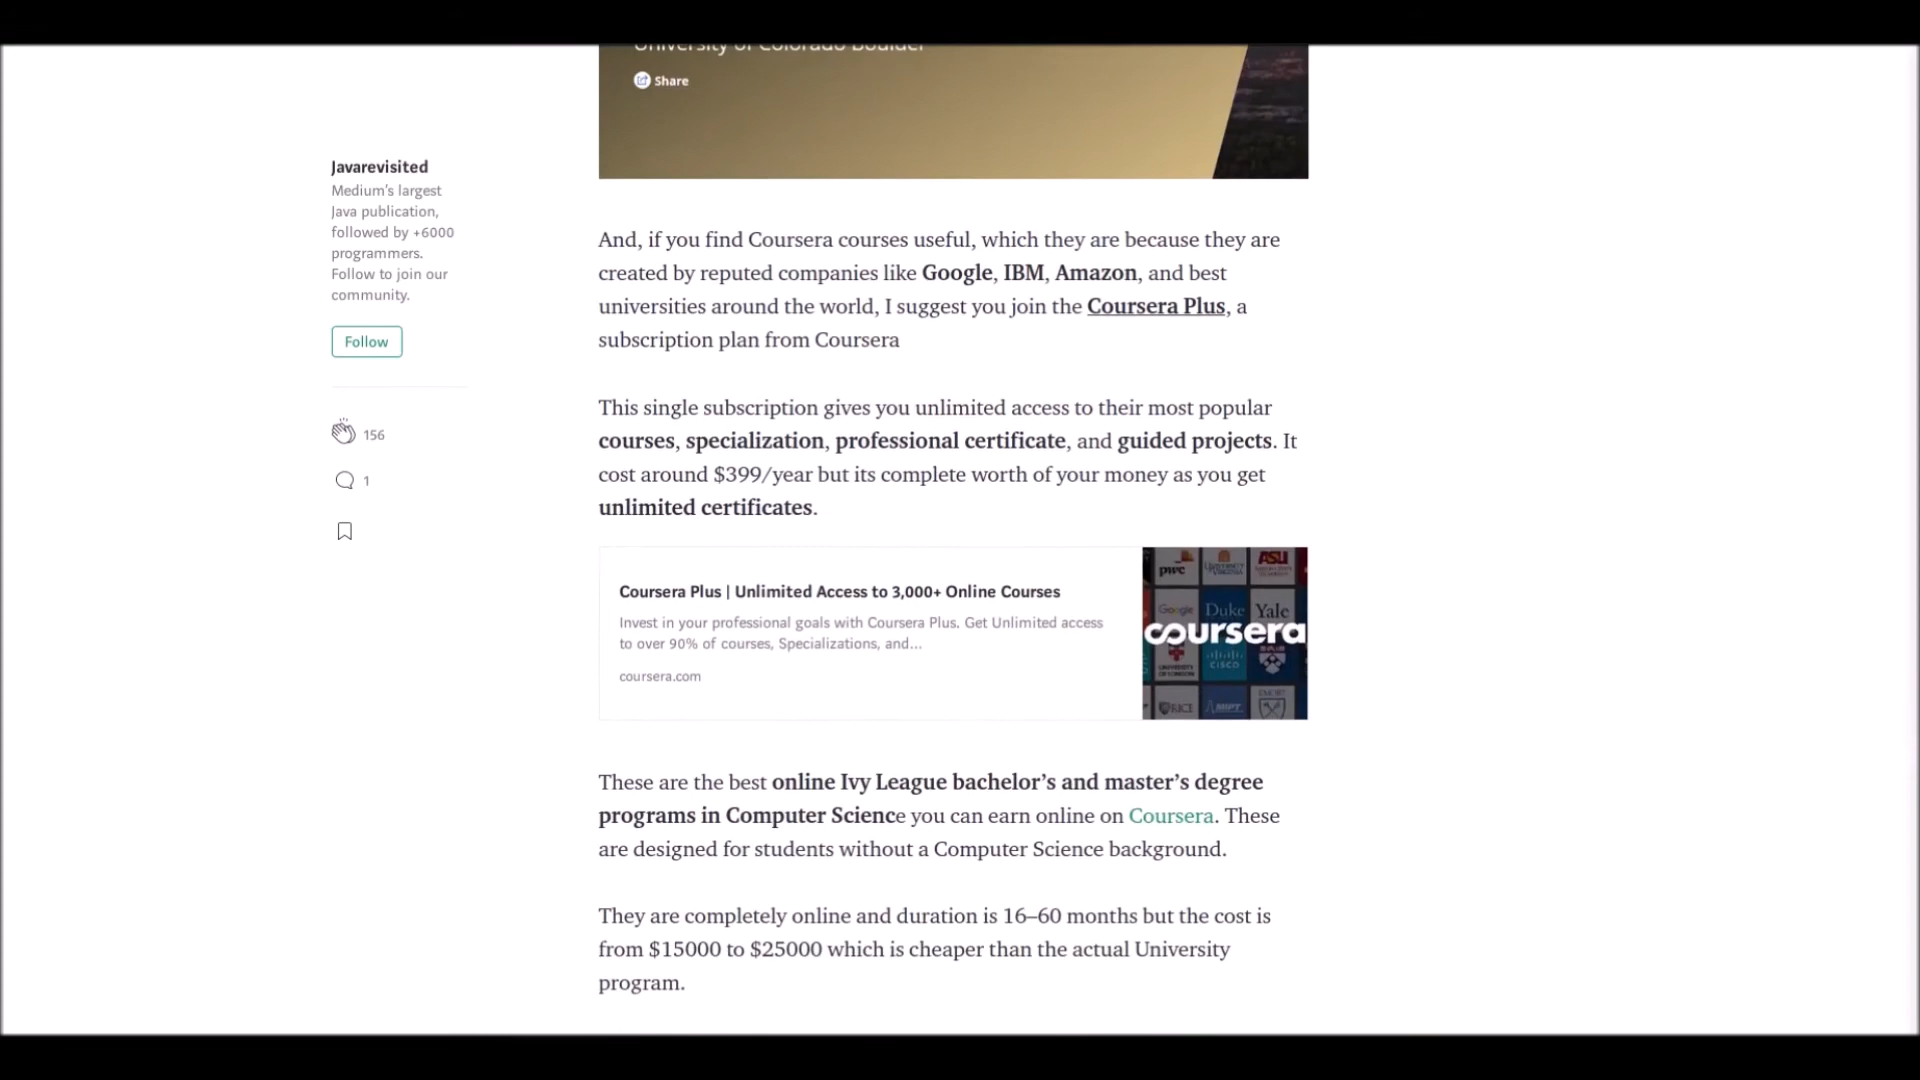 University of Colorado Boulder
Share
Javarevisited
Medium's largest
Java publication,
followed by +6000
programmers.
Follow to join our
community.
Follow
156
1
And, if you find Coursera courses useful, which they are because they are
created by reputed companies like Google, IBM, Amazon, and best
universities around the world, I suggest you join the Coursera Plus, a
subscription plan from Coursera
This single subscription gives you unlimited access to their most popular
courses, specialization, professional certificate, and guided projects. It
cost around $399/year but its complete worth of your money as you get
unlimited certificates.
Coursera Plus | Unlimited Access to 3,000+ Online Courses
Invest in your professional goals with Coursera Plus. Get Unlimited access
to over 90% of courses, Specializations, and...
coursera.com
pwc
ASU
Google Duke Yale
coursera
CISCO
RICE
These are the best online Ivy League bachelor’s and master’s degree
programs in Computer Science you can earn online on Coursera. These
are designed for students without a Computer Science background.
They are completely online and duration is 16–60 months but the cost is
from $15000 to $25000 which is cheaper than the actual University
program.